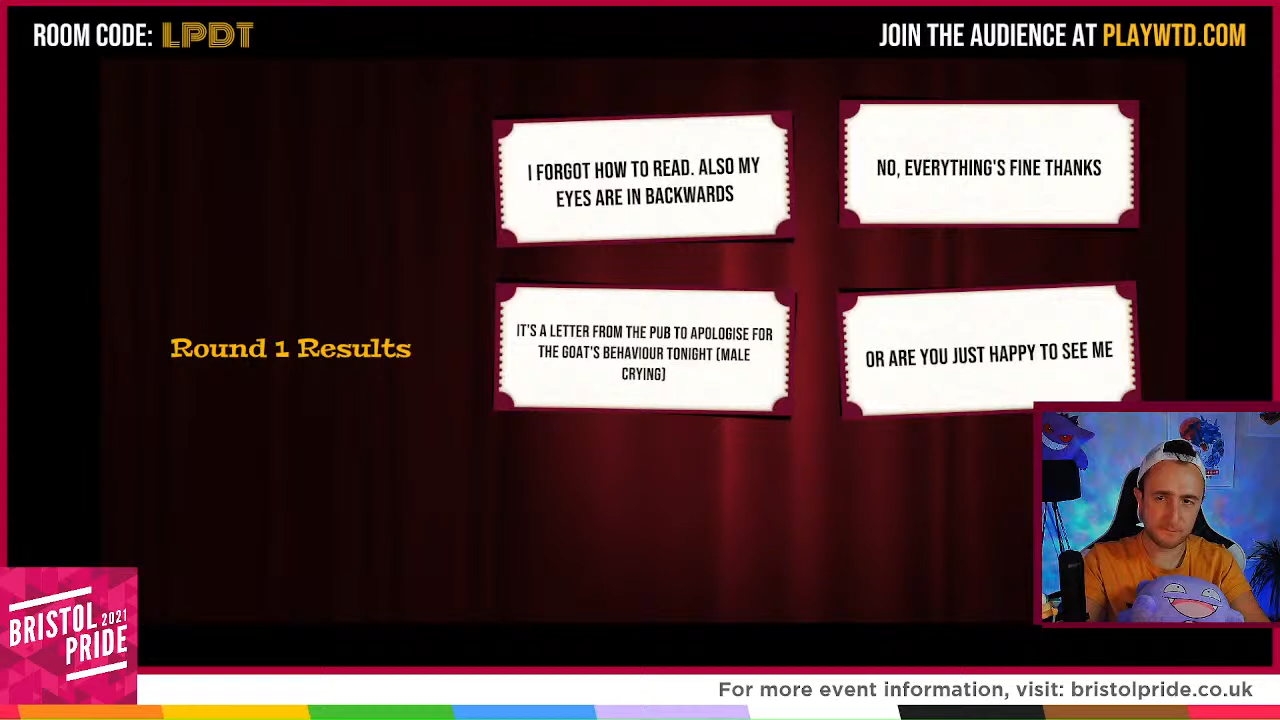 ROOM CODE: LPDT
JOIN THE AUDIENCE AT PLAYWTD.COM
I FORGOT HOW TO READ. ALSO MY
EYES ARE IN BACKWARDS
NO, EVERYTHING'S FINE THANKS
Round 1 Results
IT'S A LETTER FROM THE PUB TO APOLOGISE FOR
THE GOAT'S BEHAVIOUR TONIGHT (MALE
CRYING)
OR ARE YOU JUST HAPPY TO SEE ME
BRISTOL 2021
PRIDE
For more event information, visit: bristolpride.co.uk